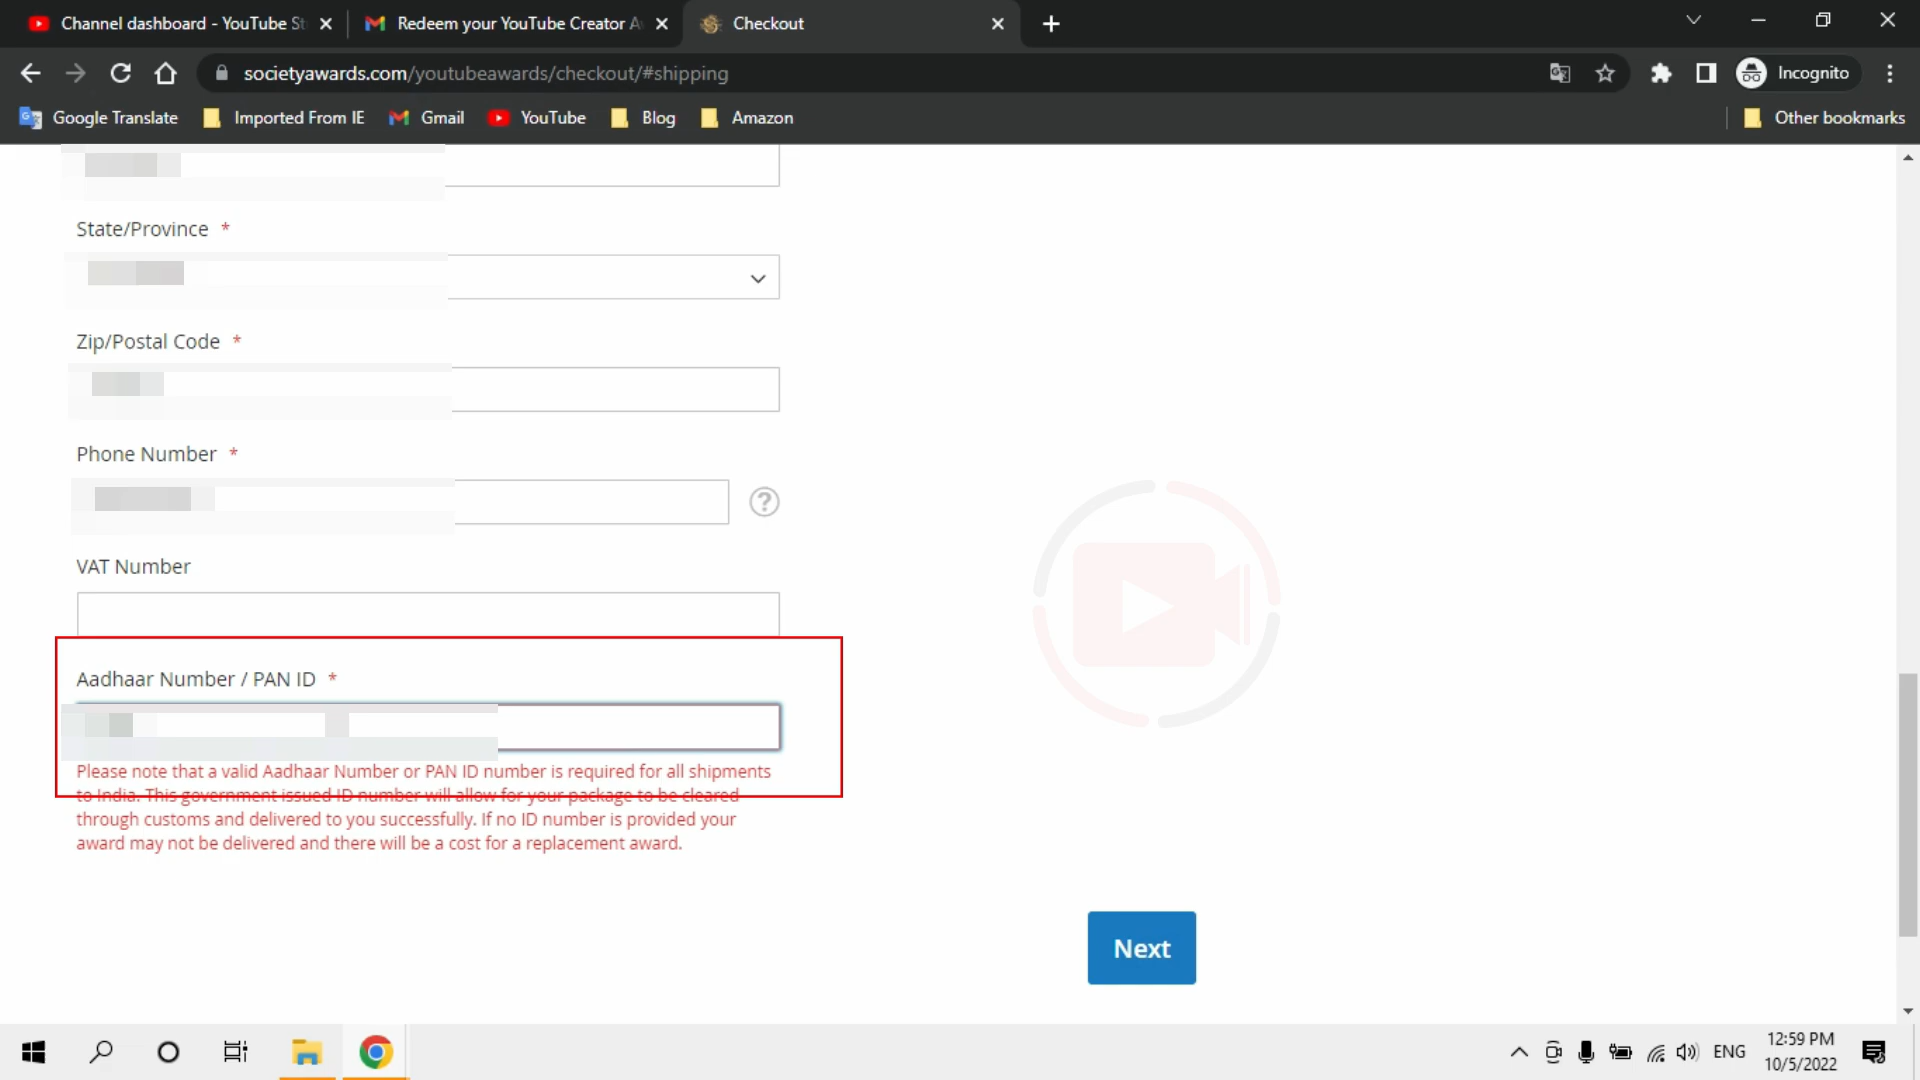 Channel dashboard - YouTube St
Redeem your YouTube Creator A
Checkout
societyawards.com/youtubeawards/checkout/#shipping
Incognito
Google Translate
Imported From IE
Gmail
YouTube
Blog
Amazon
Other bookmarks
State/Province *
Zip/Postal Code *
Phone Number *
?
VAT Number
Aadhaar Number / PAN ID *
Please note that a valid Aadhaar Number or PAN ID number is required for all shipments
to India. This government issued ID number will allow for your package to be cleared
through customs and delivered to you successfully. If no ID number is provided your
award may not be delivered and there will be a cost for a replacement award.
Next
ENG
12:59 PM
10/5/2022